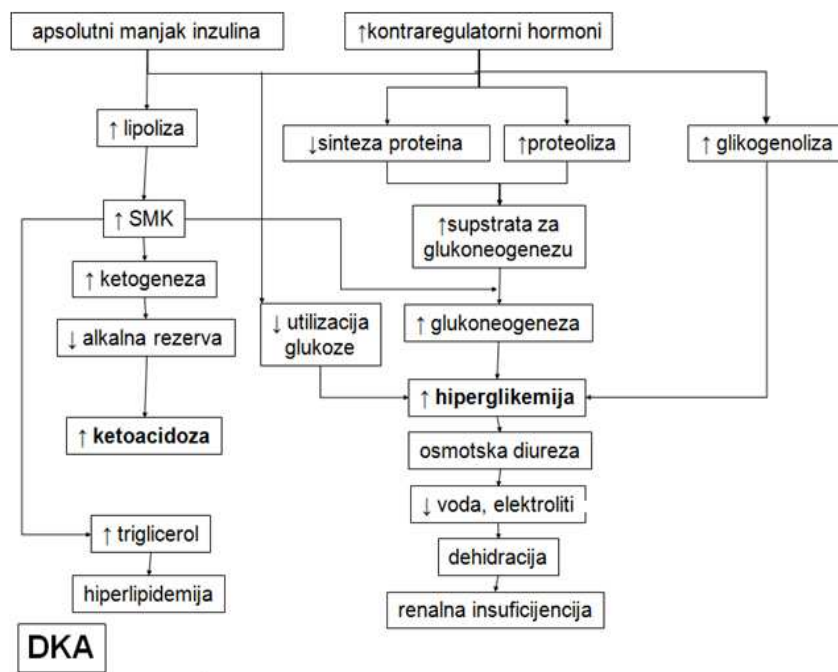 apsolutni manjak inzulina
↑kontraregulatorni hormoni
↑ lipoliza
↓sinteza proteina
↑proteoliza
↑ glikogenoliza
↑ SMK
↑supstrata za
glukoneogenezu
↑ ketogeneza
↓ utilizacija
glukoze
↑ glukoneogeneza
↓ alkalna rezerva
↑ hiperglikemija
↑ ketoacidoza
osmotska diureza
↓ voda, elektroliti
↑ triglicerol
dehidracija
hiperlipidemija
renalna insuficijencija
DKA